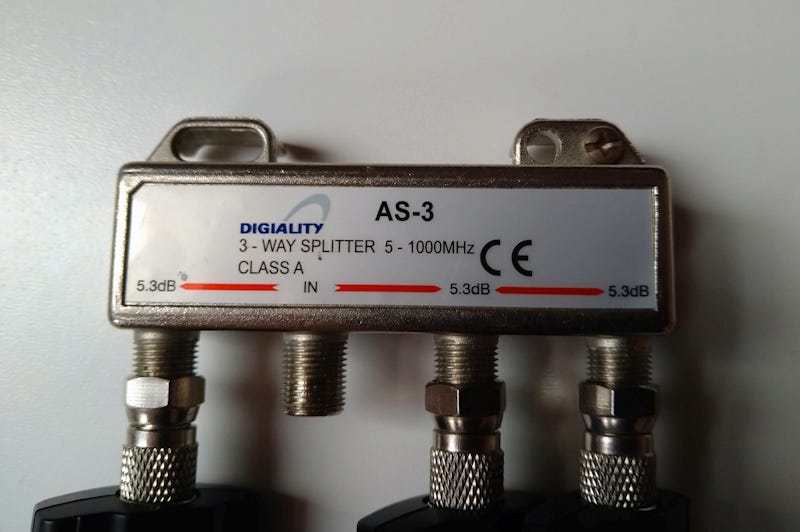 AS-3
DIGIALITY
3 - WAY SPLITTER 5 - 1000MHz CE
CLASS A
5.3dB IN 5.3dB 5.3dB